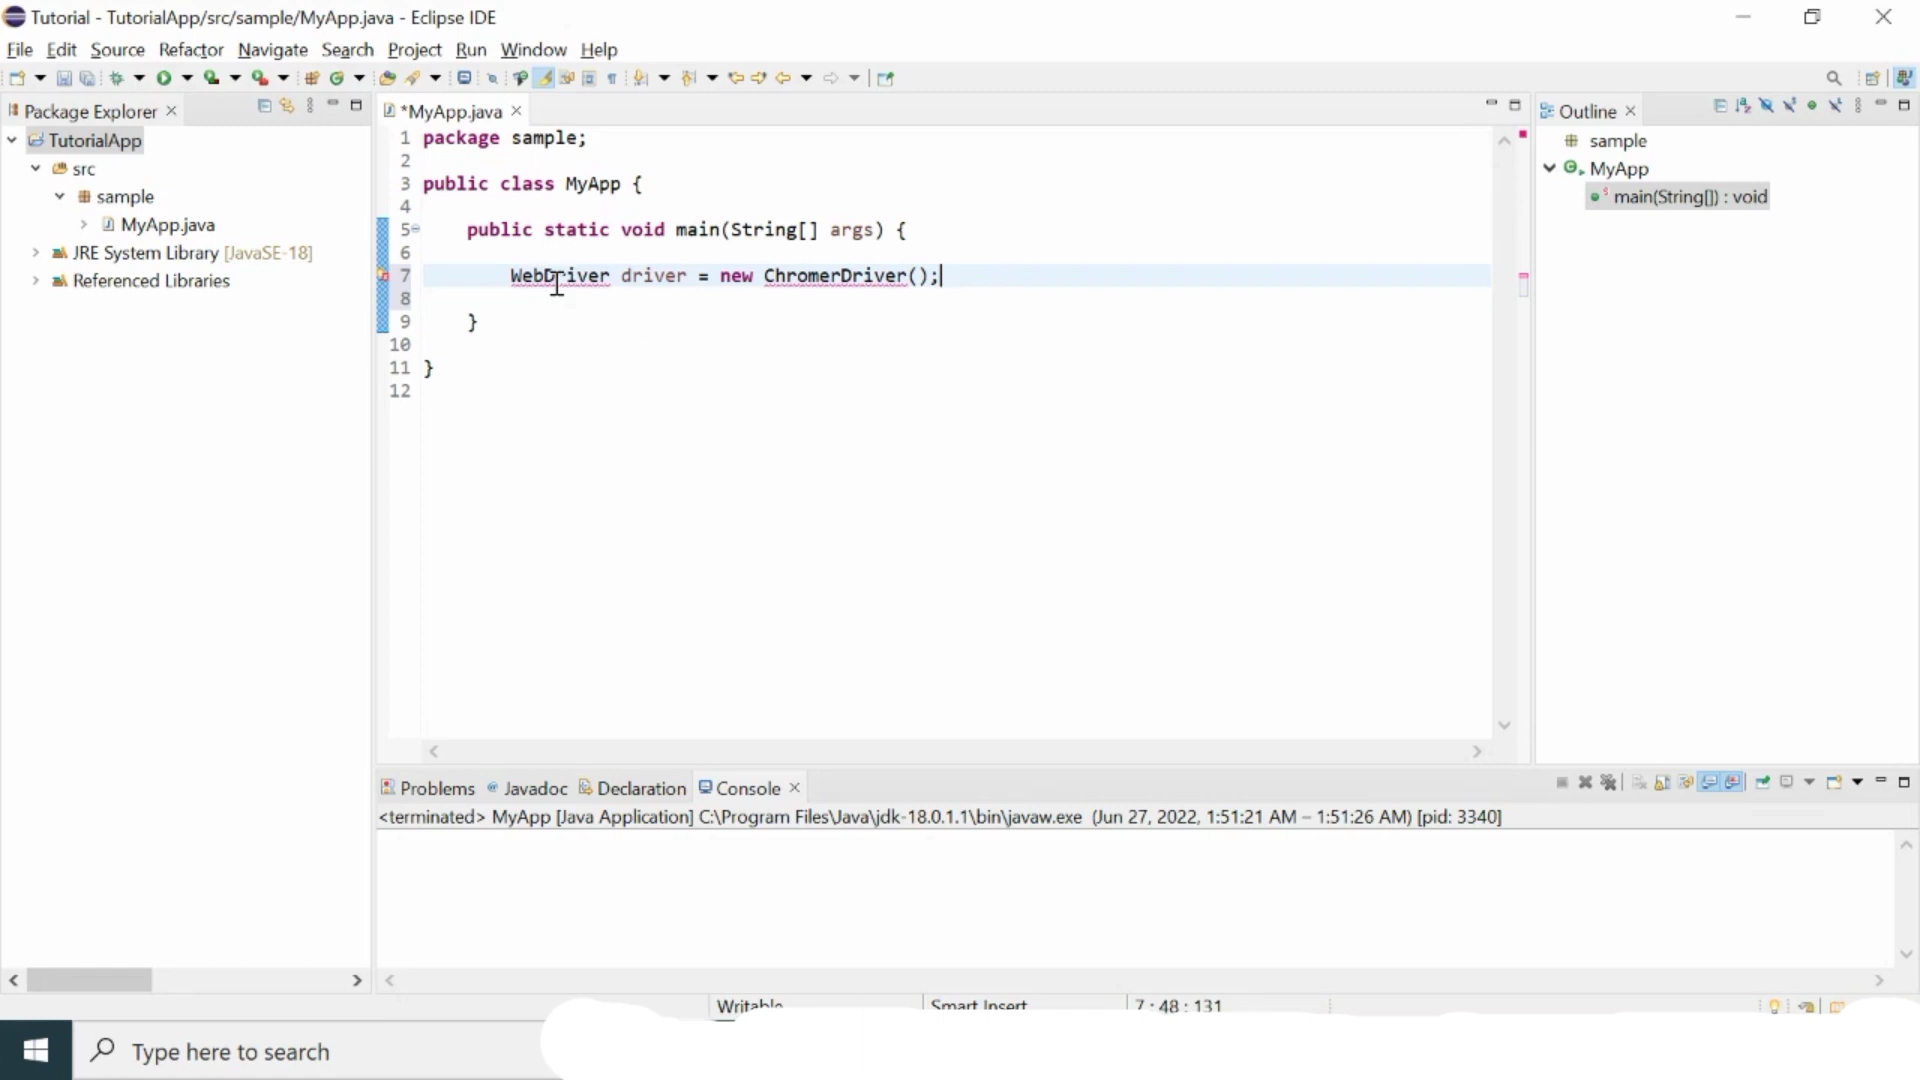 Tutorial - TutorialApp/src/sample/MyApp.java - Eclipse IDE
File Edit Source Refactor Navigate Search Project Run Window Help
Package Explorer
TutorialApp
src
sample
MyApp.java
JRE System Library [JavaSE-18]
Referenced Libraries
*MyApp.java
1 package sample;
2
3 public class MyApp {
4
5 public static void main(String[] args) {
6
7 WebDriver driver = new ChromerDriver();
8
9 }
10
11 }
12
Outline
sample
MyApp
main(String[]) : void
Problems Javadoc Declaration Console
<terminated> MyApp [Java Application] C:\Program Files\Java\jdk-18.0.1.1\bin\javaw.exe (Jun 27, 2022, 1:51:21 AM – 1:51:26 AM) [pid: 3340]
Writable Smart Insert 7 : 48 : 131
Type here to search